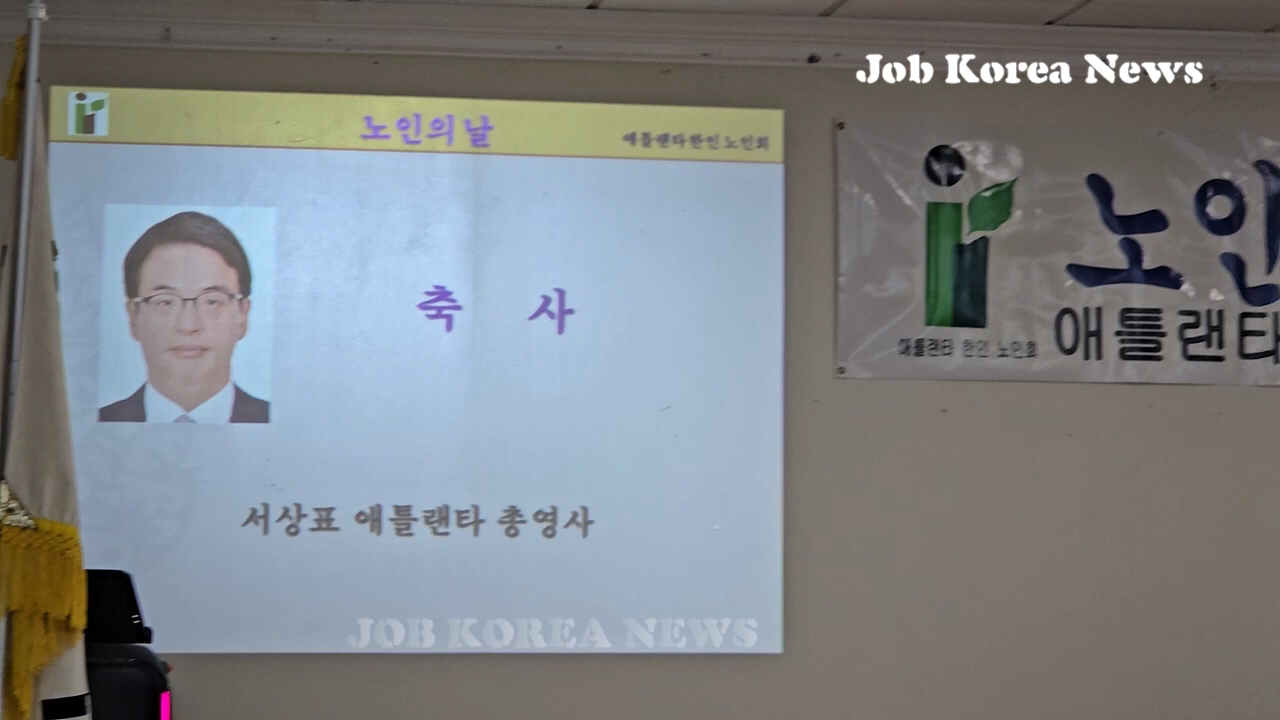 Job Korea News
노인의날
애틀랜타한인노인회
축 사
서상표 애틀랜타 총영사
JOB KOREA NEWS
노인
애틀랜타
애틀랜타 한인 노인회